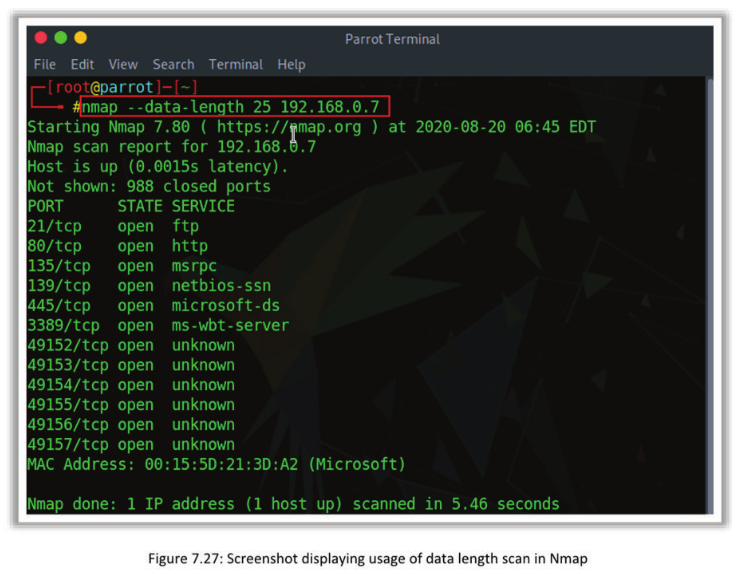 Parrot Terminal
File Edit View Search Terminal Help
[root@parrot]-[~]
#nmap --data-length 25 192.168.0.7
Starting Nmap 7.80 ( https://nmap.org ) at 2020-08-20 06:45 EDT
Nmap scan report for 192.168.0.7
Host is up (0.0015s latency).
Not shown: 988 closed ports
PORT STATE SERVICE
21/tcp open ftp
80/tcp open http
135/tcp open msrpc
139/tcp open netbios-ssn
445/tcp open microsoft-ds
3389/tcp open ms-wbt-server
49152/tcp open unknown
49153/tcp open unknown
49154/tcp open unknown
49155/tcp open unknown
49156/tcp open unknown
49157/tcp open unknown
MAC Address: 00:15:5D:21:3D:A2 (Microsoft)
Nmap done: 1 IP address (1 host up) scanned in 5.46 seconds
Figure 7.27: Screenshot displaying usage of data length scan in Nmap